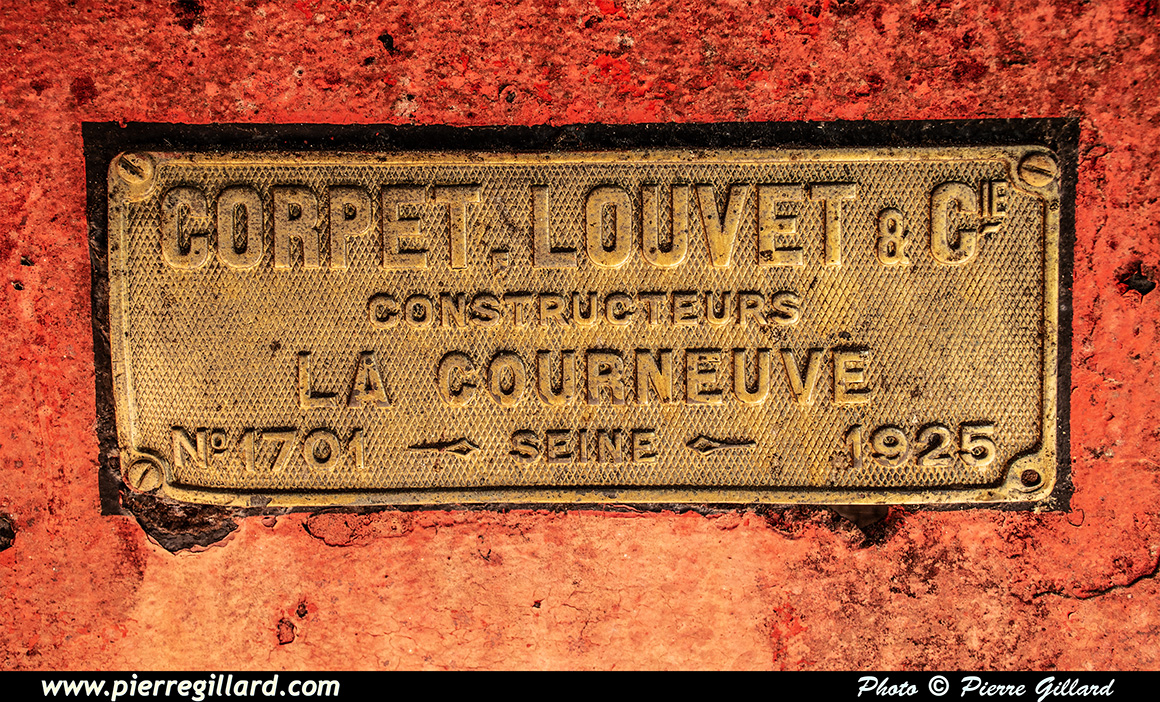 CORPET, LOUVET & CIE
CONSTRUCTEURS
LA COURNEUVE
No 1701 SEINE 1925
www.pierregillard.com Photo © Pierre Gillard